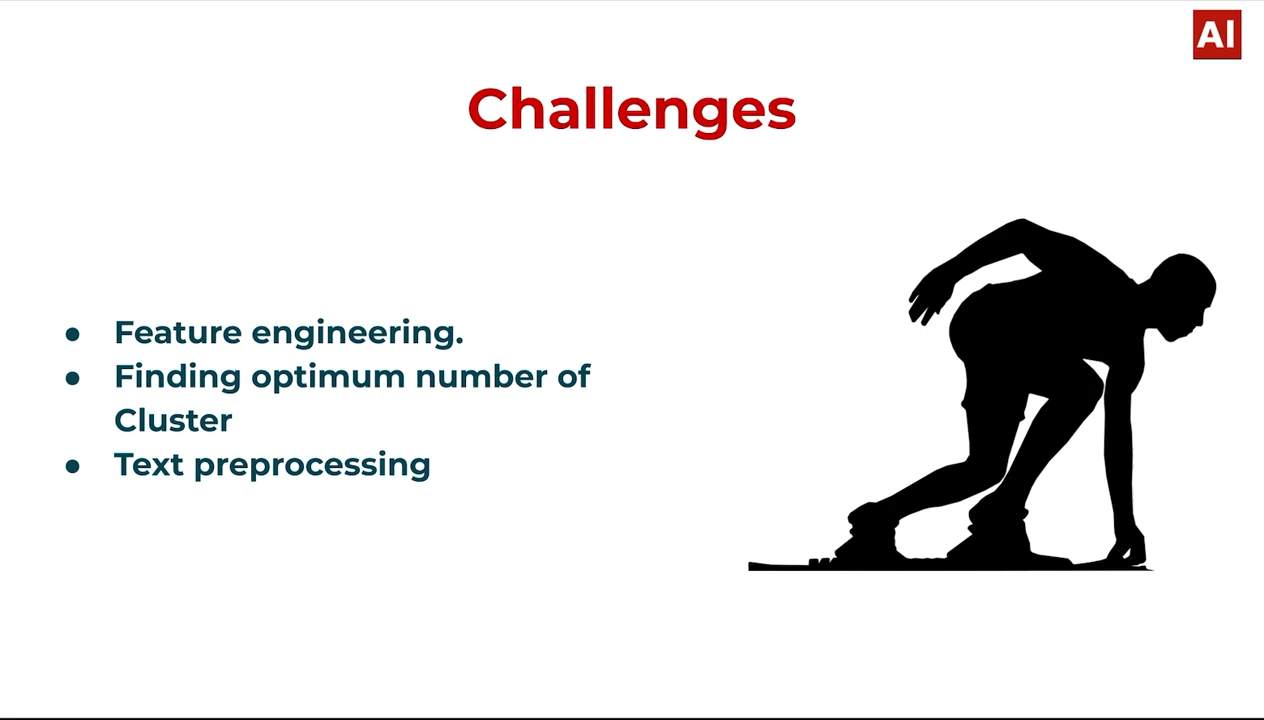 AI
Challenges
● Feature engineering.
● Finding optimum number of
Cluster
● Text preprocessing